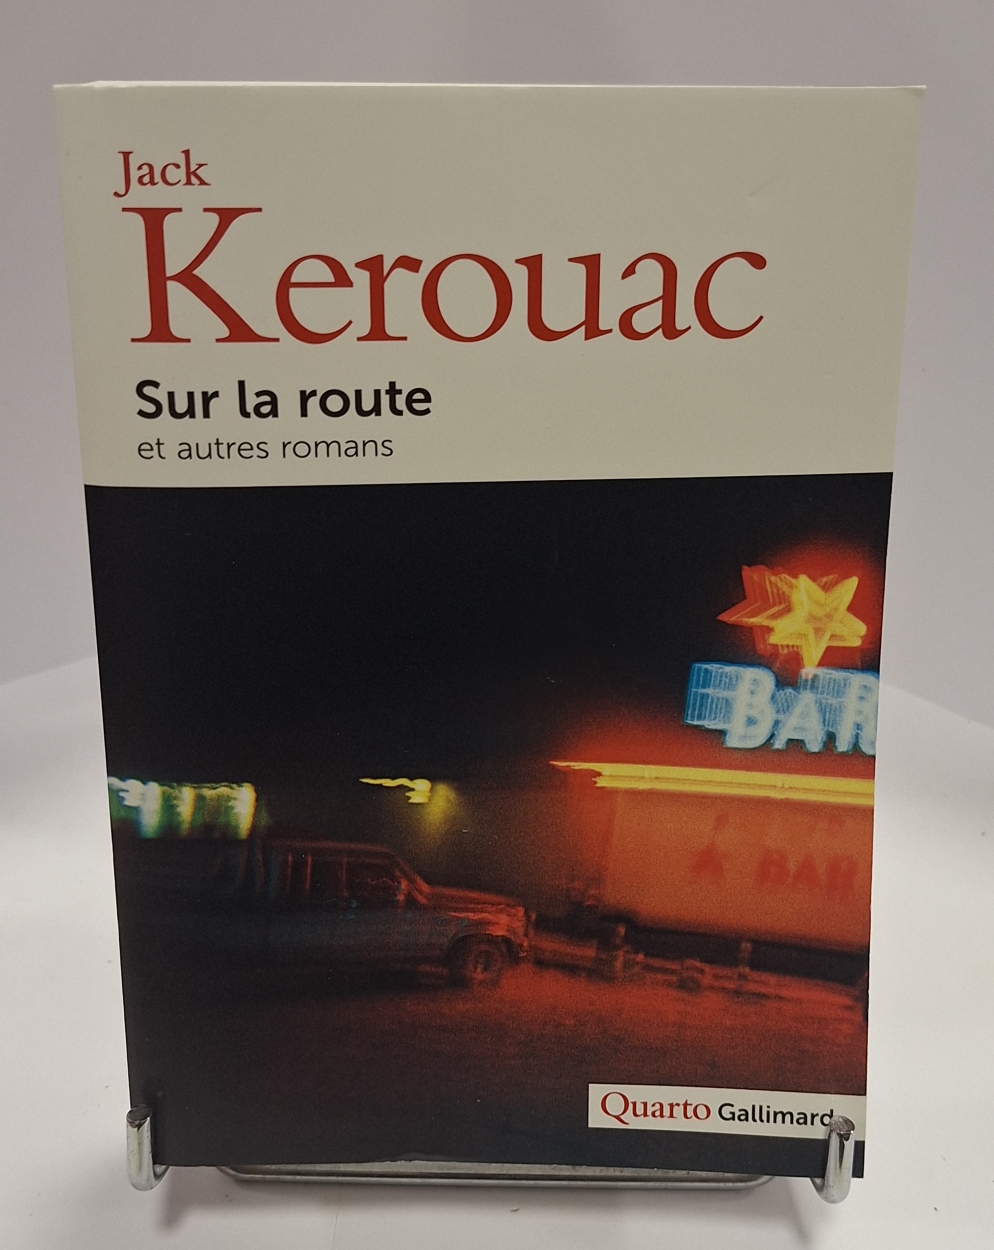 Jack
Kerouac
Sur la route
et autres romans
BAR
BAR
Quarto Gallimard